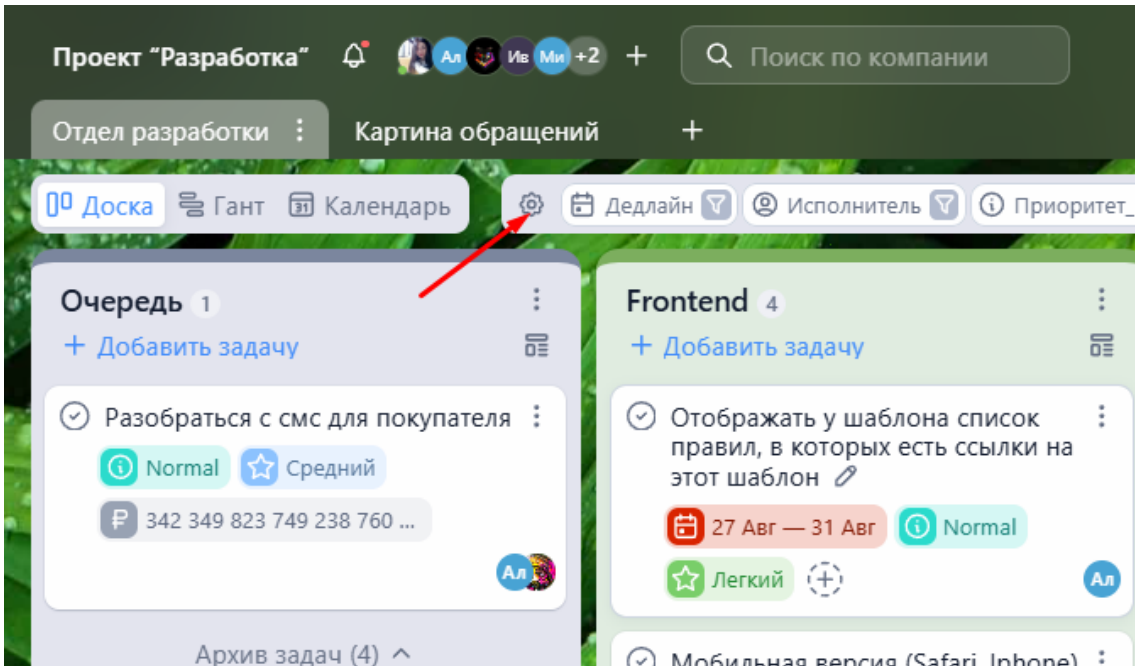 Проект “Разработка” Ал Ив Ми +2 + Поиск по компании
Отдел разработки Картина обращений +
Доска Гант 31 Календарь Дедлайн Исполнитель Приоритет_
Очередь 1
+ Добавить задачу
Разобраться с смс для покупателя
Normal Средний
₽ 342 349 823 749 238 760 ...
Ал
Архив задач (4)
Frontend 4
+ Добавить задачу
Отображать у шаблона список
правил, в которых есть ссылки на
этот шаблон
27 Авг — 31 Авг Normal
Легкий Ал
Мобильная версия (Safari, Iphone)